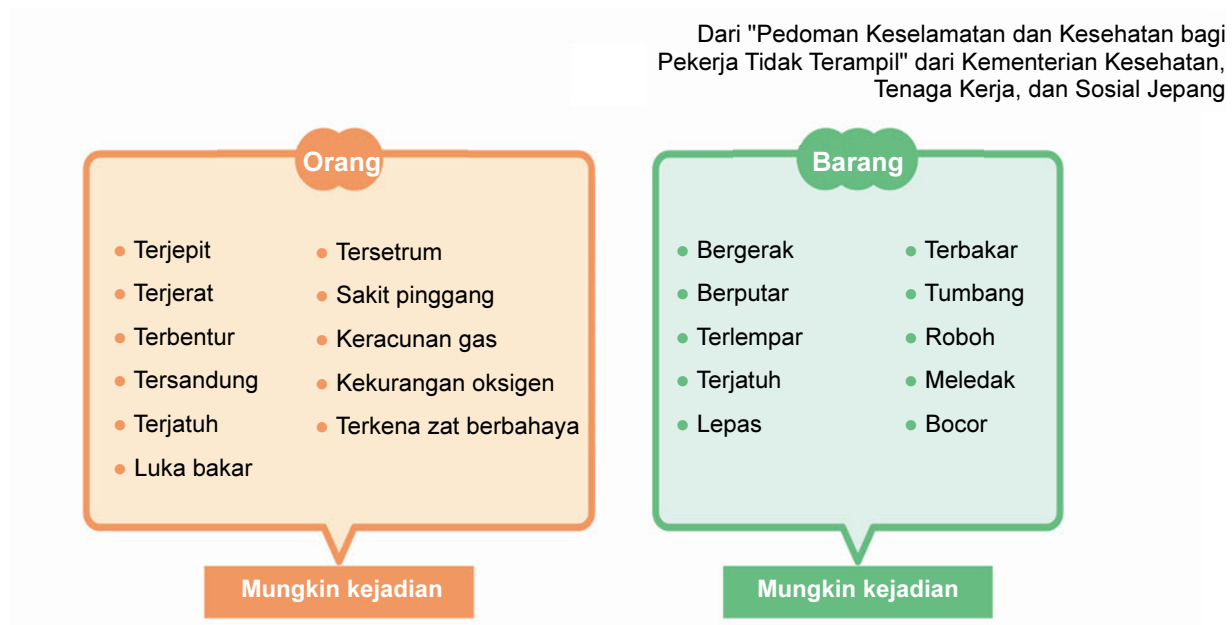 Dari "Pedoman Keselamatan dan Kesehatan bagi
Pekerja Tidak Terampil" dari Kementerian Kesehatan,
Tenaga Kerja, dan Sosial Jepang
Orang
Terjepit
Terjerat
Terbentur
Tersandung
Terjatuh
Luka bakar
Tersetrum
Sakit pinggang
Keracunan gas
Kekurangan oksigen
Terkena zat berbahaya
Mungkin kejadian
Barang
Bergerak
Berputar
Terlempar
Terjatuh
Lepas
Terbakar
Tumbang
Roboh
Meledak
Bocor
Mungkin kejadian